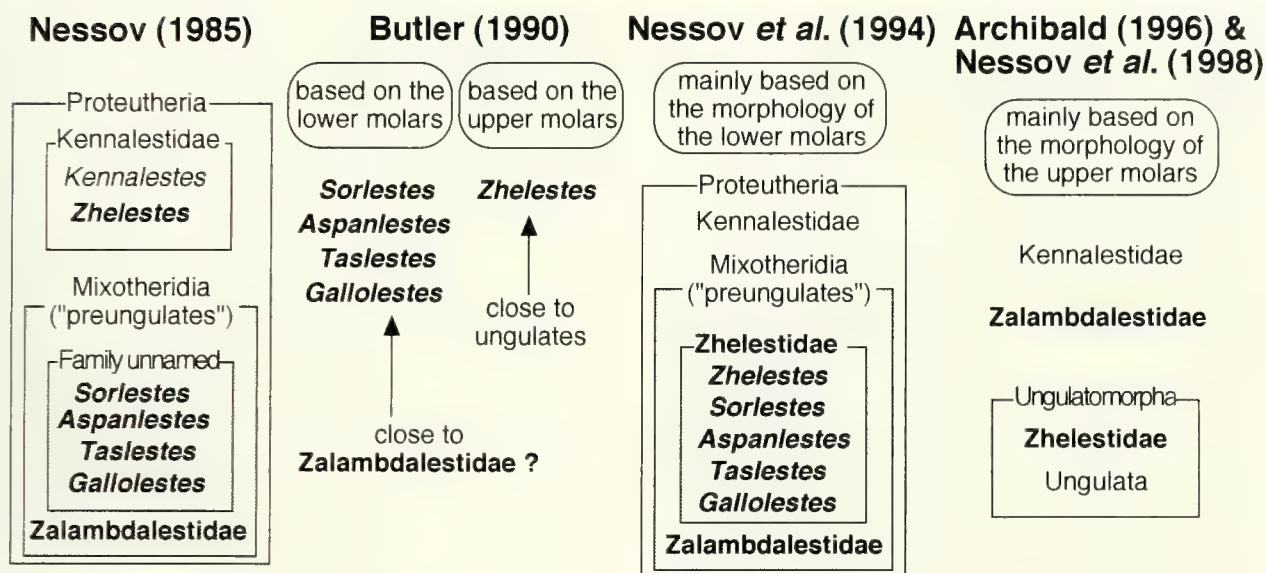 Nessov (1985)
Proteutheria
Kennalestidae
Kennalestes
Zhelestes
Mixotheridia
("preungulates")
Family unnamed
Sorlestes
Aspanlestes
Taslestes
Gallolestes
Zalambdalestidae
Butler (1990)
based on the
lower molars
Sorlestes
Aspanlestes
Taslestes
Gallolestes
close to
Zalambdalestidae ?
based on the
upper molars
Zhelestes
close to
ungulates
Nessov et al. (1994)
mainly based on
the morphology of
the lower molars
Proteutheria
Kennalestidae
Mixotheridia
("preungulates")
Zhelestidae
Zhelestes
Sorlestes
Aspanlestes
Taslestes
Gallolestes
Zalambdalestidae
Archibald (1996) &
Nessov et al. (1998)
mainly based on
the morphology of
the upper molars
Kennalestidae
Zalambdalestidae
Ungulatomorpha
Zhelestidae
Ungulata